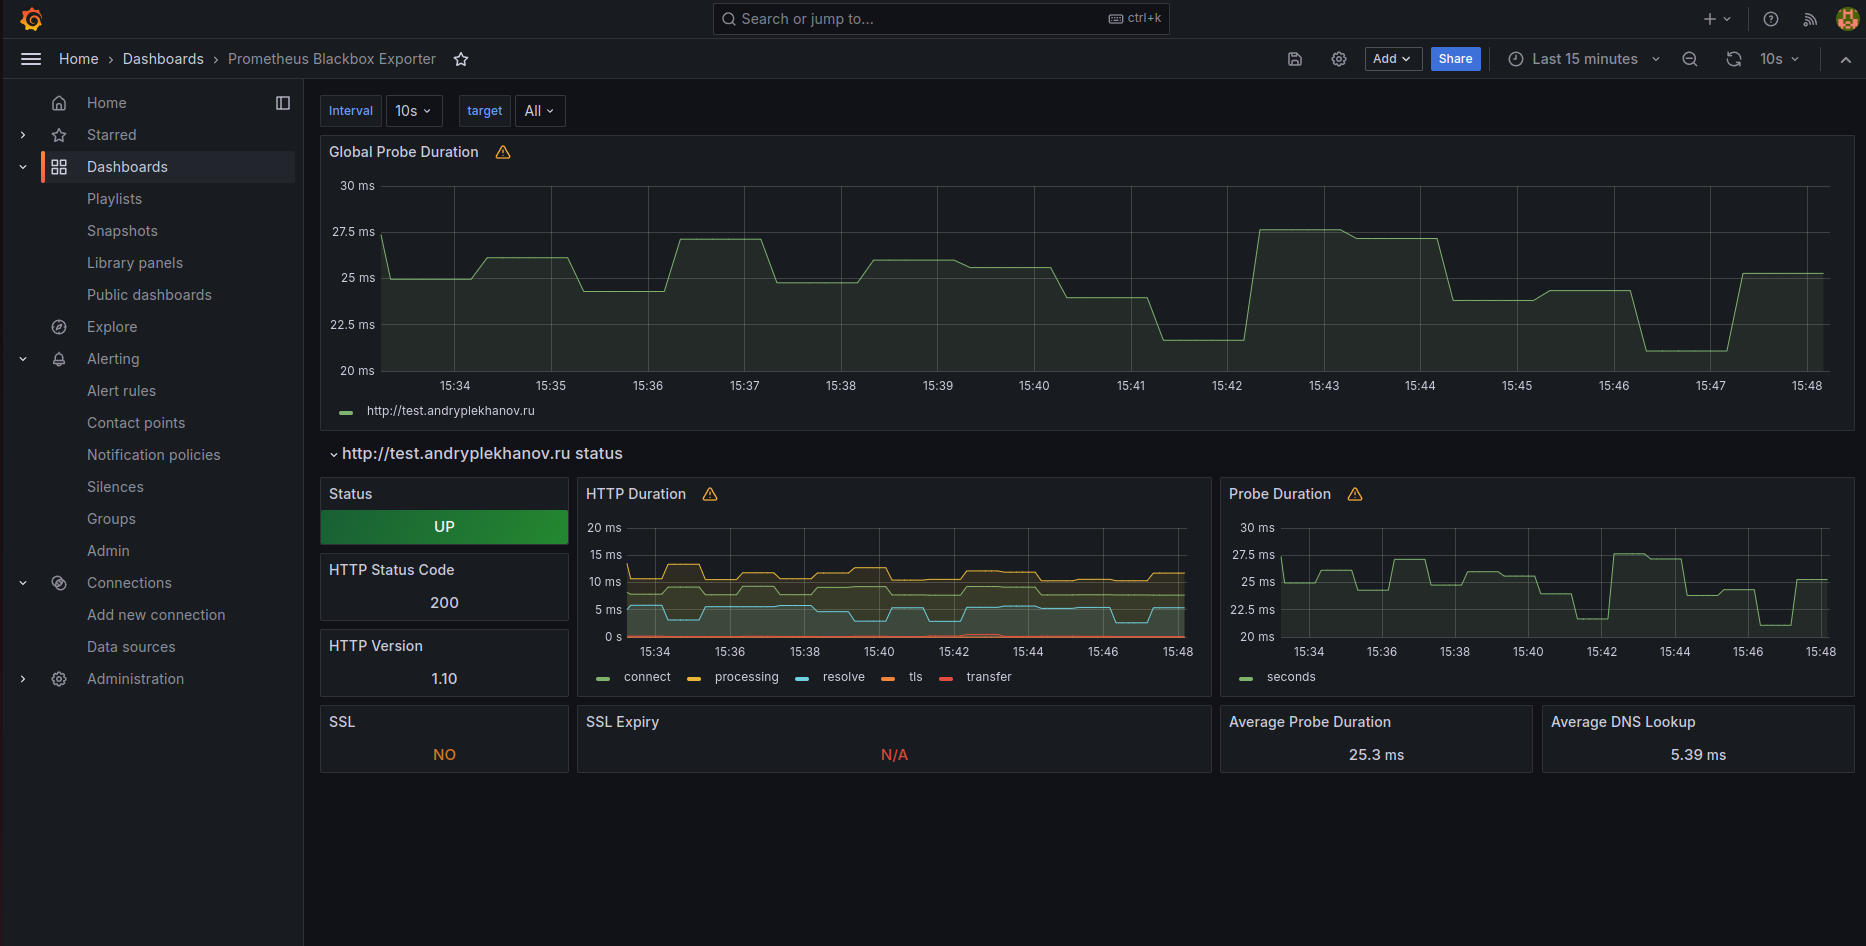 Search or jump to...
ctrl+k
Home › Dashboards › Prometheus Blackbox Exporter
Add
Share
Last 15 minutes
10s
Home
Starred
Dashboards
Playlists
Snapshots
Library panels
Public dashboards
Explore
Alerting
Alert rules
Contact points
Notification policies
Silences
Groups
Admin
Connections
Add new connection
Data sources
Administration
Interval 10s target All
Global Probe Duration
30 ms
27.5 ms
25 ms
22.5 ms
20 ms
15:34 15:35 15:36 15:37 15:38 15:39 15:40 15:41 15:42 15:43 15:44 15:45 15:46 15:47 15:48
http://test.andryplekhanov.ru
http://test.andryplekhanov.ru status
Status
UP
HTTP Status Code
200
HTTP Version
1.10
HTTP Duration
20 ms
15 ms
10 ms
5 ms
0 s
15:34 15:36 15:38 15:40 15:42 15:44 15:46 15:48
connect processing resolve tls transfer
Probe Duration
30 ms
27.5 ms
25 ms
22.5 ms
20 ms
15:34 15:36 15:38 15:40 15:42 15:44 15:46 15:48
seconds
SSL
NO
SSL Expiry
N/A
Average Probe Duration
25.3 ms
Average DNS Lookup
5.39 ms